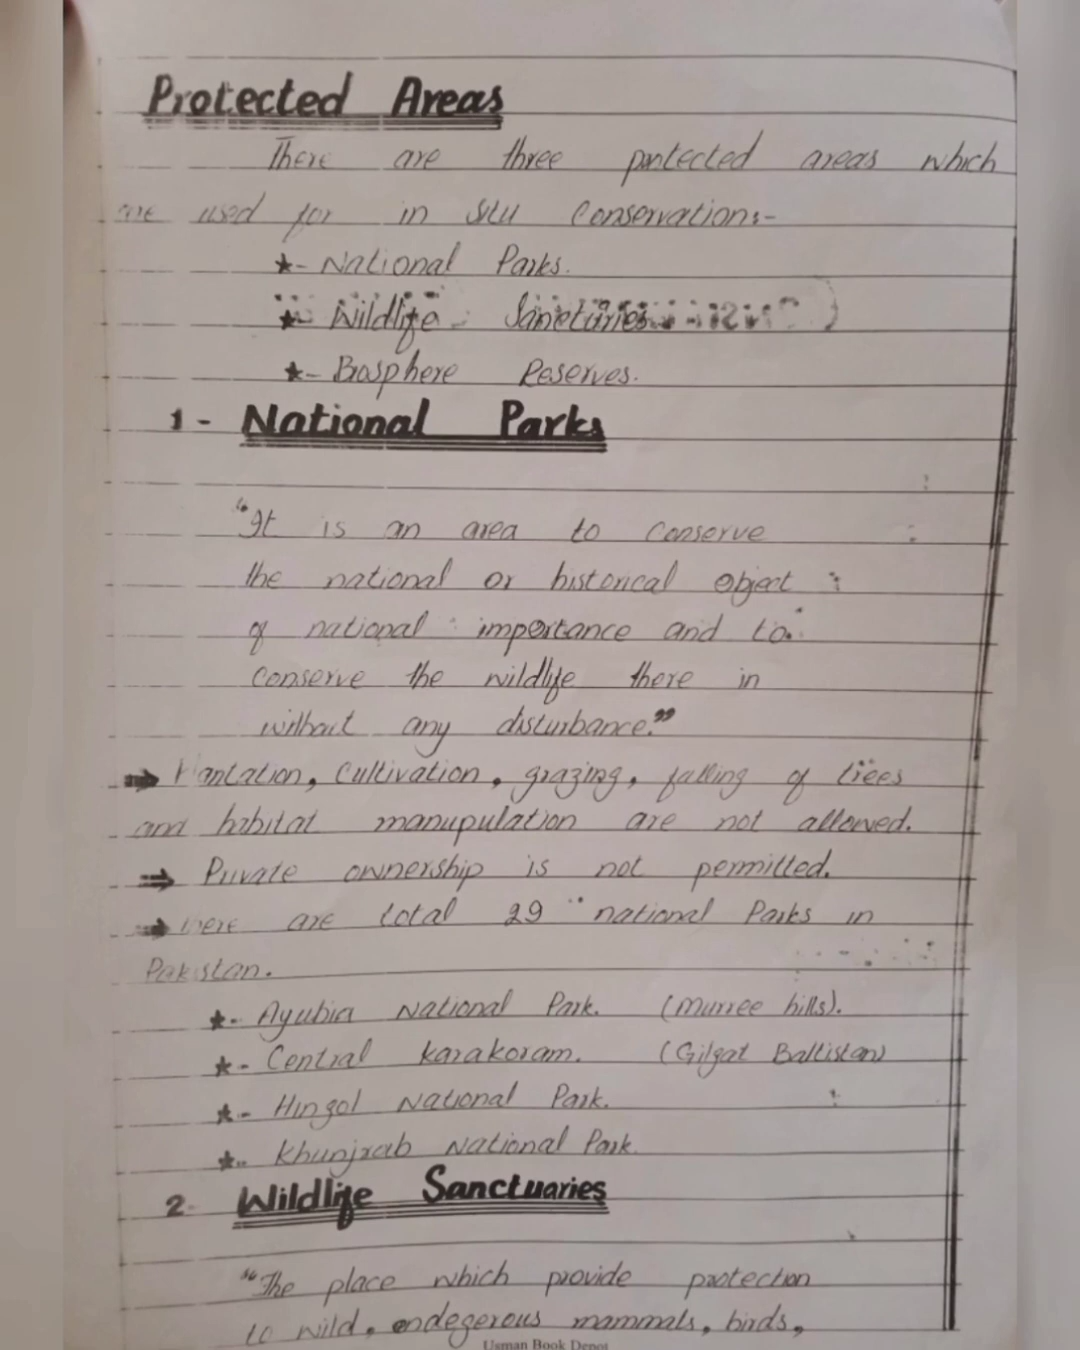 Protected Areas
There are three protected areas which
are used for in situ Conservation:-
★- National Parks.
★- Wildlife Sanctuaries
★- Biosphere Reserves.
1- National Parks
"It is an area to conserve
the national or historical object
of national importance and to
conserve the wildlife there in
without any disturbance."
⇒ Plantation, Cultivation, grazing, falling of trees
and habitat manupulation are not allowed.
⇒ Private ownership is not permitted.
⇒ There are total 29 national Parks in
Pakistan.
★- Ayubia National Park. (Murree hills).
★- Central Karakoram. (Gilgat Baltistan)
★- Hingol National Park.
★- Khunjrab National Park.
2- Wildlife Sanctuaries
"The place which provide protection
to wild, endegerous mammals, birds,
Usman Book Depot